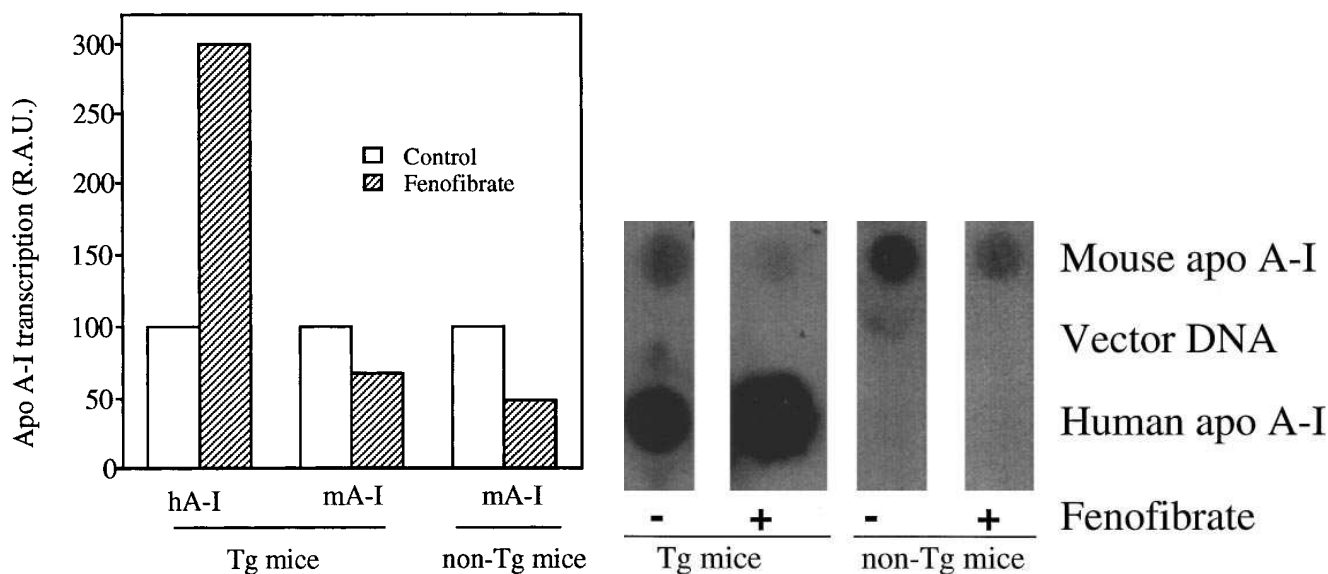 Apo A-I transcription (R.A.U.)
300
250
200
150
100
50
0
Control
Fenofibrate
hA-I mA-I mA-I
Tg mice non-Tg mice
Mouse apo A-I
Vector DNA
Human apo A-I
- + - + Fenofibrate
Tg mice non-Tg mice